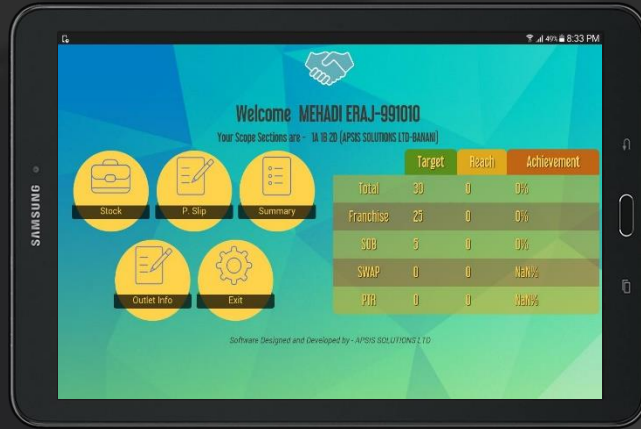 49% 8:33 PM
Welcome MEHADI ERAJ-991010
Your Scope Sections are - 1A 1B 2D (APSIS SOLUTIONS LTD-BANANI)
Target Reach Achievement
Total 30 0 0%
Franchise 25 0 0%
SOB 5 0 0%
SWAP 0 0 NaN%
PTR 0 0 NaN%
Stock P. Slip Summary
Outlet Info Exit
Software Designed and Developed by - APSIS SOLUTIONS LTD
SAMSUNG